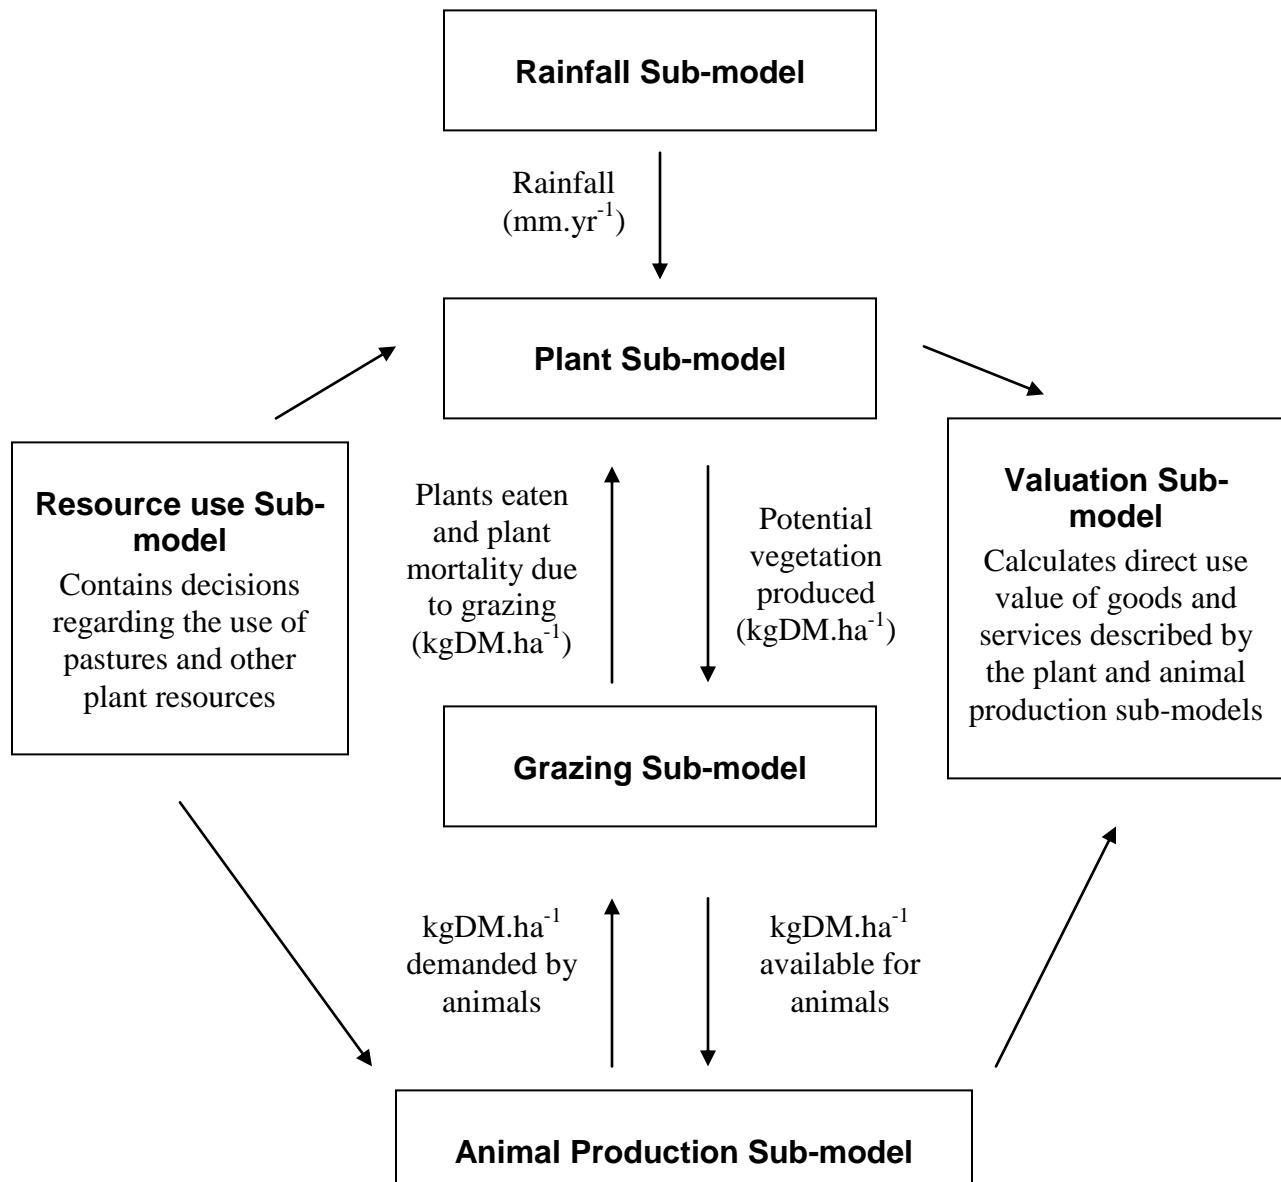 Rainfall Sub-model
Rainfall
(mm.yr⁻¹)
Plant Sub-model
Resource use Sub-
model
Contains decisions
regarding the use of
pastures and other
plant resources
Plants eaten
and plant
mortality due
to grazing
(kgDM.ha⁻¹)
Potential
vegetation
produced
(kgDM.ha⁻¹)
Valuation Sub-
model
Calculates direct use
value of goods and
services described by
the plant and animal
production sub-models
Grazing Sub-model
kgDM.ha⁻¹
demanded by
animals
kgDM.ha⁻¹
available for
animals
Animal Production Sub-model